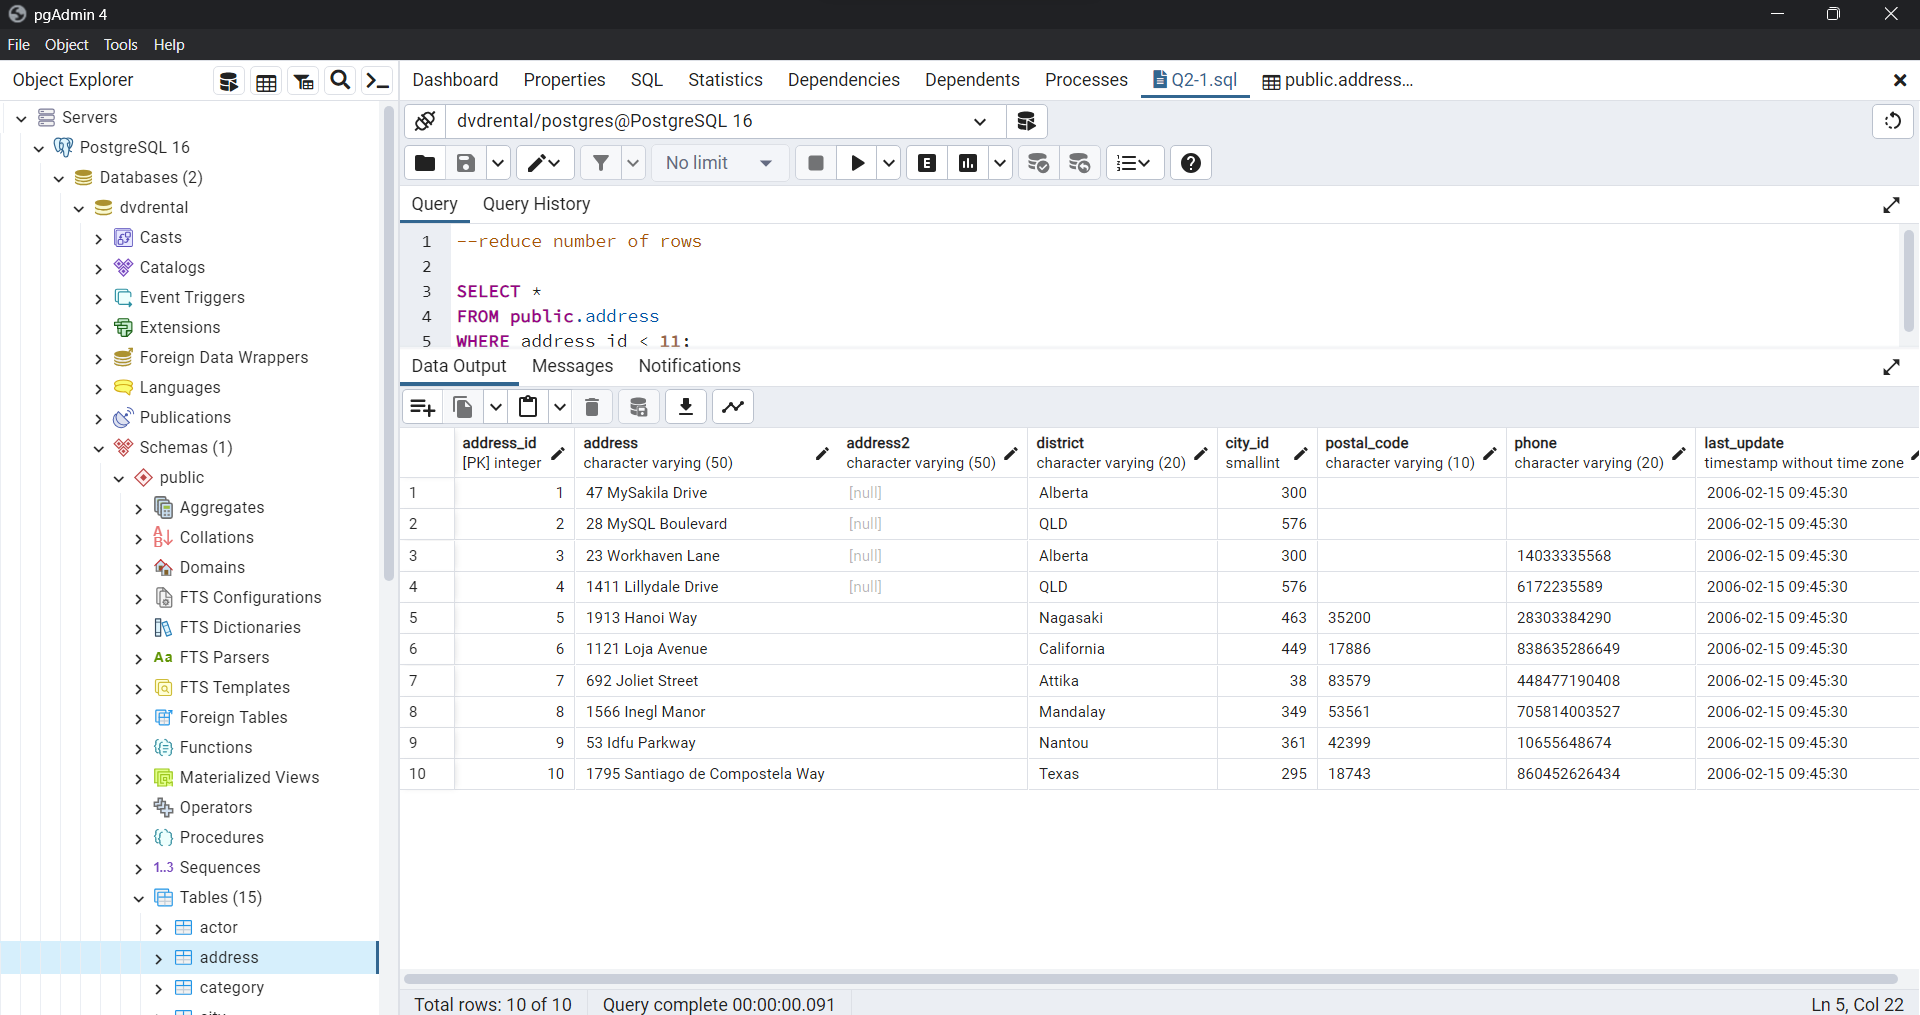 pgAdmin 4
File Object Tools Help
Object Explorer
Servers
PostgreSQL 16
Databases (2)
dvdrental
Casts
Catalogs
Event Triggers
Extensions
Foreign Data Wrappers
Languages
Publications
Schemas (1)
public
Aggregates
Collations
Domains
FTS Configurations
FTS Dictionaries
Aa FTS Parsers
FTS Templates
Foreign Tables
Functions
Materialized Views
Operators
Procedures
1..3 Sequences
Tables (15)
actor
address
category
Dashboard Properties SQL Statistics Dependencies Dependents Processes Q2-1.sql public.address...
dvdrental/postgres@PostgreSQL 16
No limit E
Query Query History
1 --reduce number of rows
2
3 SELECT *
4 FROM public.address
5 WHERE address_id < 11;
Data Output Messages Notifications
address_id address address2 district city_id postal_code phone last_update
[PK] integer character varying (50) character varying (50) character varying (20) smallint character varying (10) character varying (20) timestamp without time zone
1 1 47 MySakila Drive [null] Alberta 300 2006-02-15 09:45:30
2 2 28 MySQL Boulevard [null] QLD 576 2006-02-15 09:45:30
3 3 23 Workhaven Lane [null] Alberta 300 14033335568 2006-02-15 09:45:30
4 4 1411 Lillydale Drive [null] QLD 576 6172235589 2006-02-15 09:45:30
5 5 1913 Hanoi Way Nagasaki 463 35200 28303384290 2006-02-15 09:45:30
6 6 1121 Loja Avenue California 449 17886 838635286649 2006-02-15 09:45:30
7 7 692 Joliet Street Attika 38 83579 448477190408 2006-02-15 09:45:30
8 8 1566 Inegl Manor Mandalay 349 53561 705814003527 2006-02-15 09:45:30
9 9 53 Idfu Parkway Nantou 361 42399 10655648674 2006-02-15 09:45:30
10 10 1795 Santiago de Compostela Way Texas 295 18743 860452626434 2006-02-15 09:45:30
Total rows: 10 of 10 Query complete 00:00:00.091 Ln 5, Col 22